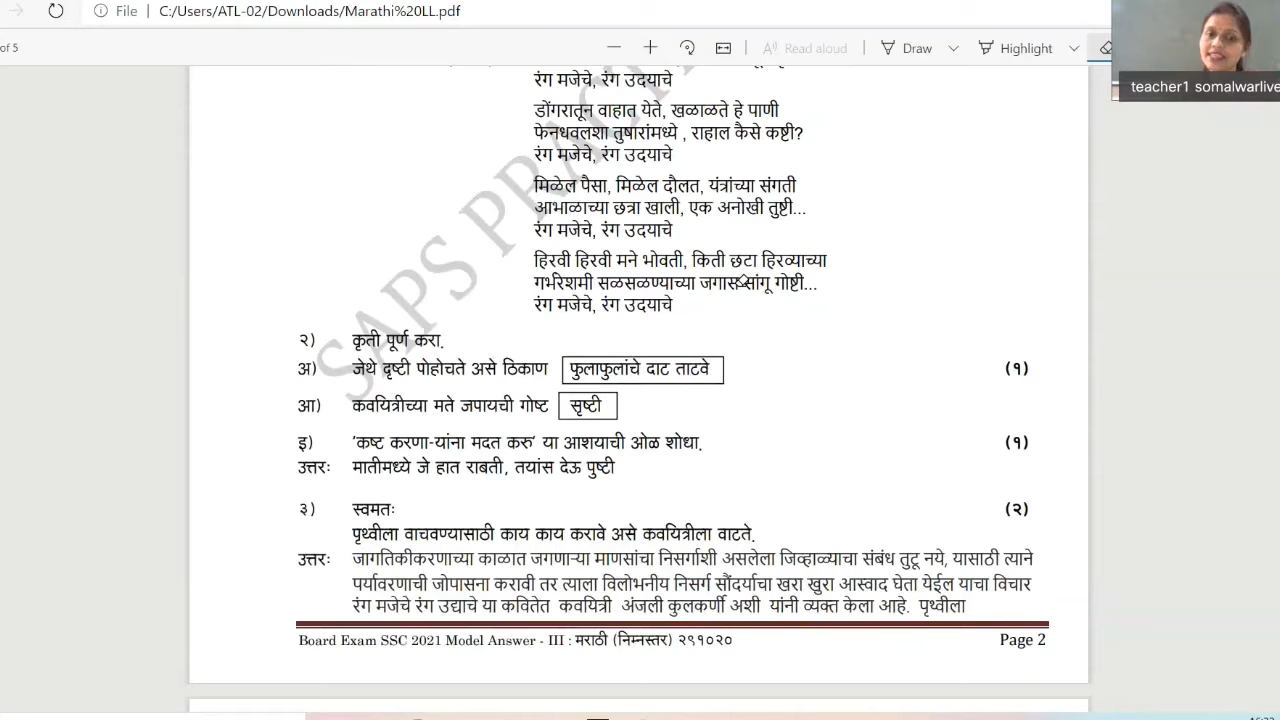 File | C:/Users/ATL-02/Downloads/Marathi%20LL.pdf
of 5
Read aloud
Draw
Highlight
teacher1 somalwarlive
रंग मजेचे, रंग उदयाचे
डोंगरातून वाहात येते, खळाळते हे पाणी
फेनधवलशा तुषारांमध्ये , राहाल कैसे कष्टी?
रंग मजेचे, रंग उदयाचे
मिळेल पैसा, मिळेल दौलत, यंत्रांच्या संगती
आभाळाच्या छत्रा खाली, एक अनोखी तुष्टी...
रंग मजेचे, रंग उदयाचे
हिरवी हिरवी मने भोवती, किती छटा हिरव्याच्या
गर्भरेशमी सळसळण्याच्या जगास सांगू गोष्टी...
रंग मजेचे, रंग उदयाचे
SAPS PRACT
२) कृती पूर्ण करा.
अ) जेथे दृष्टी पोहोचते असे ठिकाण फुलाफुलांचे दाट ताटवे (१)
आ) कवयित्रीच्या मते जपायची गोष्ट सृष्टी
इ) ‘कष्ट करणा-यांना मदत करु’ या आशयाची ओळ शोधा. (१)
उत्तरः मातीमध्ये जे हात राबती, तयांस देऊ पुष्टी
३) स्वमतः (२)
पृथ्वीला वाचवण्यासाठी काय काय करावे असे कवयित्रीला वाटते.
उत्तरः जागतिकीकरणाच्या काळात जगणाऱ्या माणसांचा निसर्गाशी असलेला जिव्हाळ्याचा संबंध तुटू नये, यासाठी त्याने
पर्यावरणाची जोपासना करावी तर त्याला विलोभनीय निसर्ग सौंदर्याचा खरा खुरा आस्वाद घेता येईल याचा विचार
रंग मजेचे रंग उद्याचे या कवितेत कवयित्री अंजली कुलकर्णी अशी यांनी व्यक्त केला आहे. पृथ्वीला
Board Exam SSC 2021 Model Answer - III : मराठी (निम्नस्तर) २९१०२० Page 2